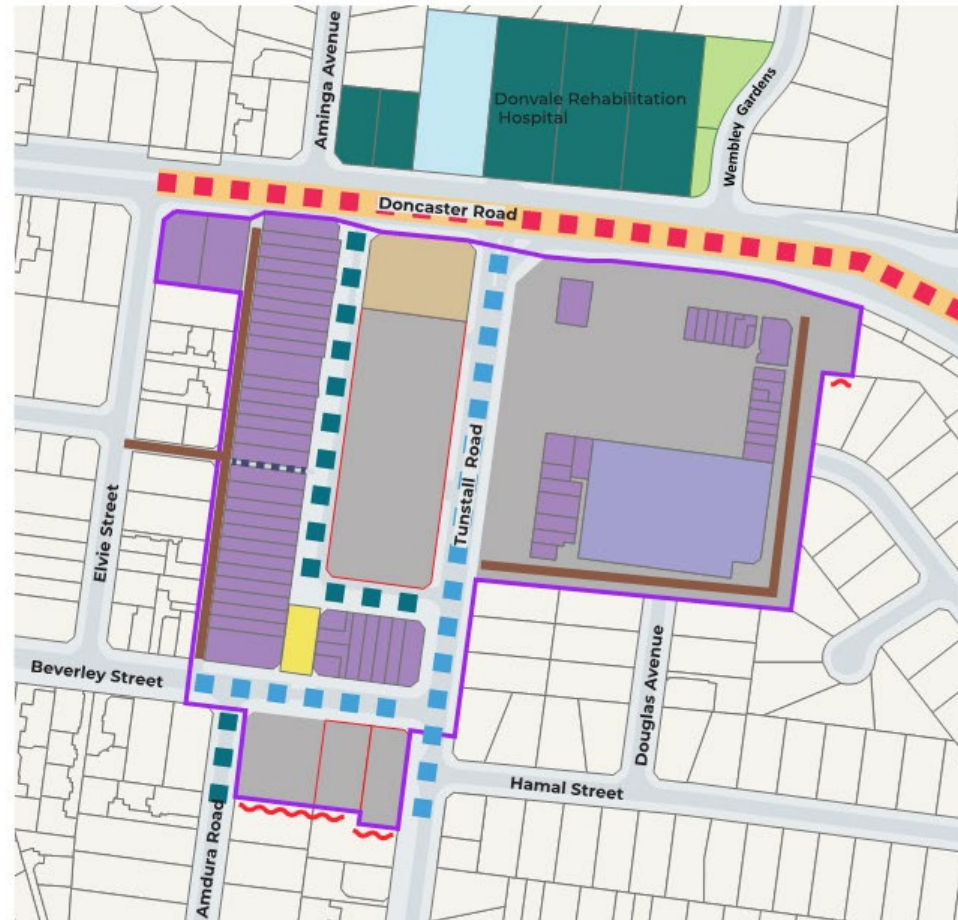 Aminga Avenue
Donvale Rehabilitation
Hospital
Wembley Gardens
Doncaster Road
Tunstall Road
Elvie Street
Beverley Street
Douglas Avenue
Hamal Street
Amdura Road